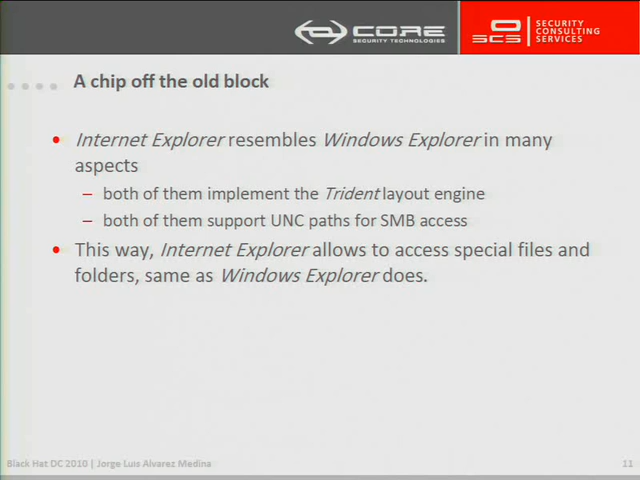 CORE
SECURITY TECHNOLOGIES
SCS
SECURITY
CONSULTING
SERVICES
A chip off the old block
• Internet Explorer resembles Windows Explorer in many
aspects
– both of them implement the Trident layout engine
– both of them support UNC paths for SMB access
• This way, Internet Explorer allows to access special files and
folders, same as Windows Explorer does.
Black Hat DC 2010 | Jorge Luis Alvarez Medina
11